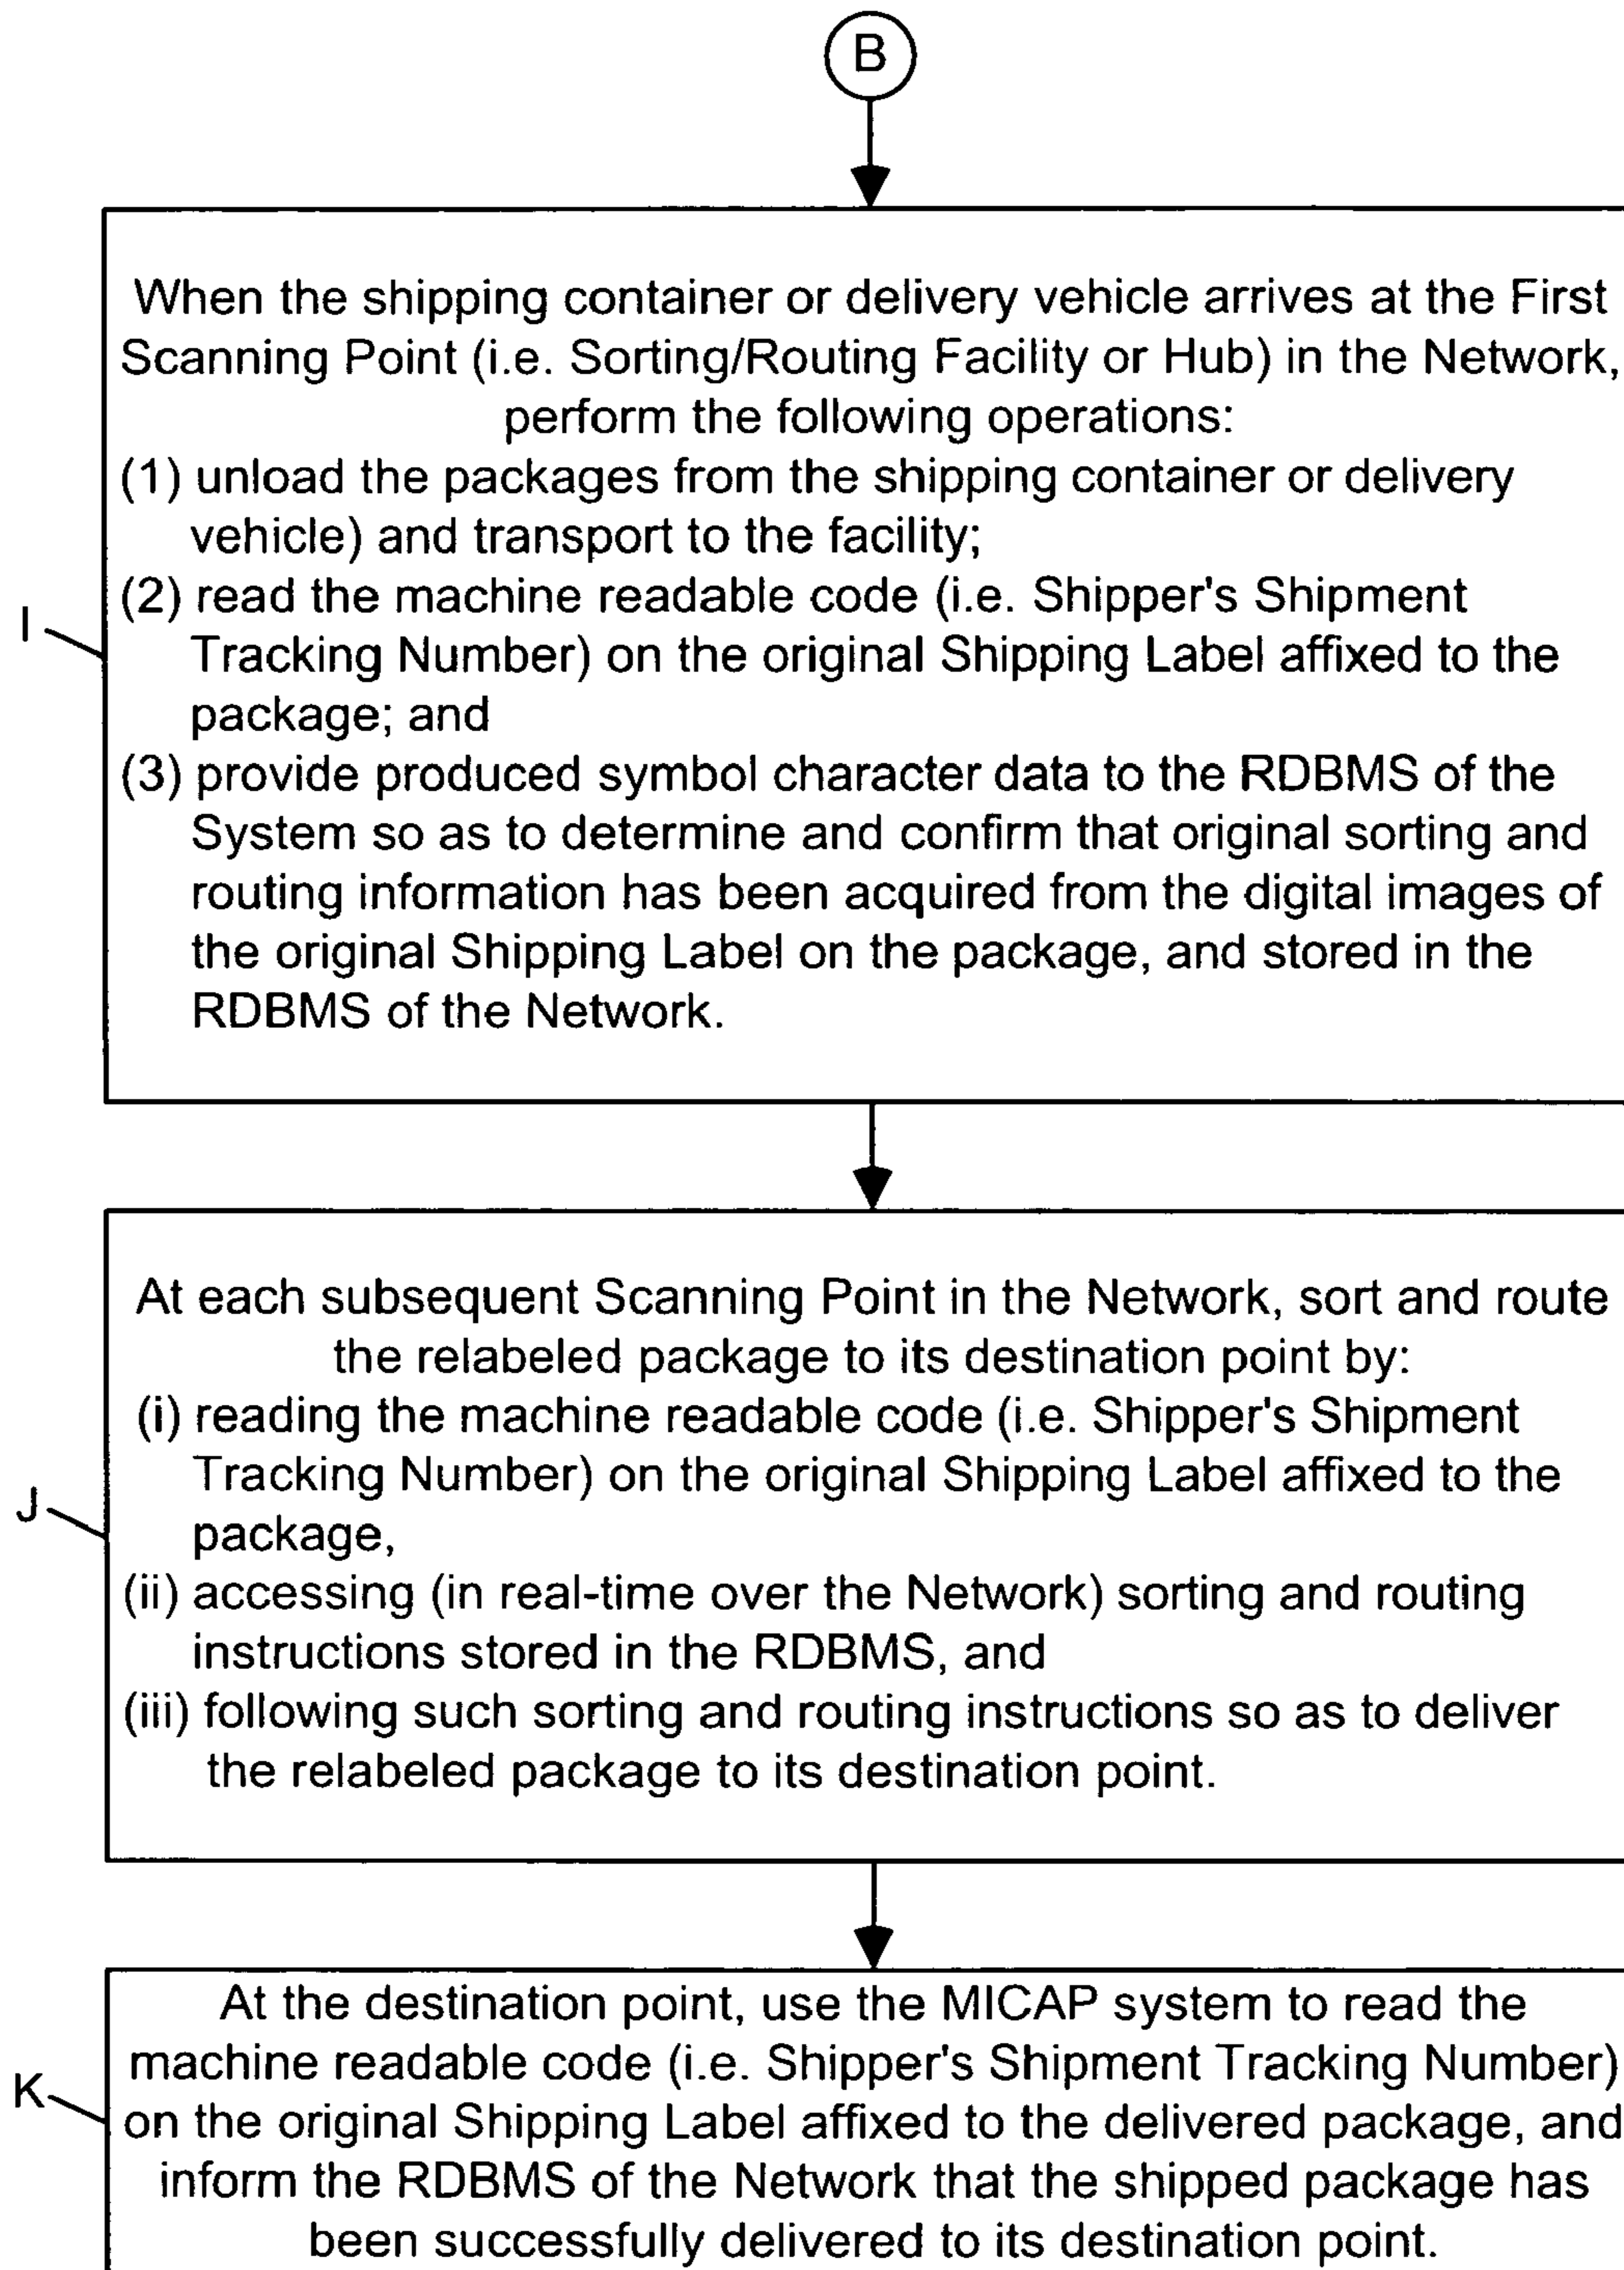 B
When the shipping container or delivery vehicle arrives at the First
Scanning Point (i.e. Sorting/Routing Facility or Hub) in the Network,
perform the following operations:
(1) unload the packages from the shipping container or delivery
vehicle) and transport to the facility;
(2) read the machine readable code (i.e. Shipper's Shipment
Tracking Number) on the original Shipping Label affixed to the
package; and
(3) provide produced symbol character data to the RDBMS of the
System so as to determine and confirm that original sorting and
routing information has been acquired from the digital images of
the original Shipping Label on the package, and stored in the
RDBMS of the Network.
I
At each subsequent Scanning Point in the Network, sort and route
the relabeled package to its destination point by:
(i) reading the machine readable code (i.e. Shipper's Shipment
Tracking Number) on the original Shipping Label affixed to the
package,
(ii) accessing (in real-time over the Network) sorting and routing
instructions stored in the RDBMS, and
(iii) following such sorting and routing instructions so as to deliver
the relabeled package to its destination point.
J
At the destination point, use the MICAP system to read the
machine readable code (i.e. Shipper's Shipment Tracking Number)
on the original Shipping Label affixed to the delivered package, and
inform the RDBMS of the Network that the shipped package has
been successfully delivered to its destination point.
K